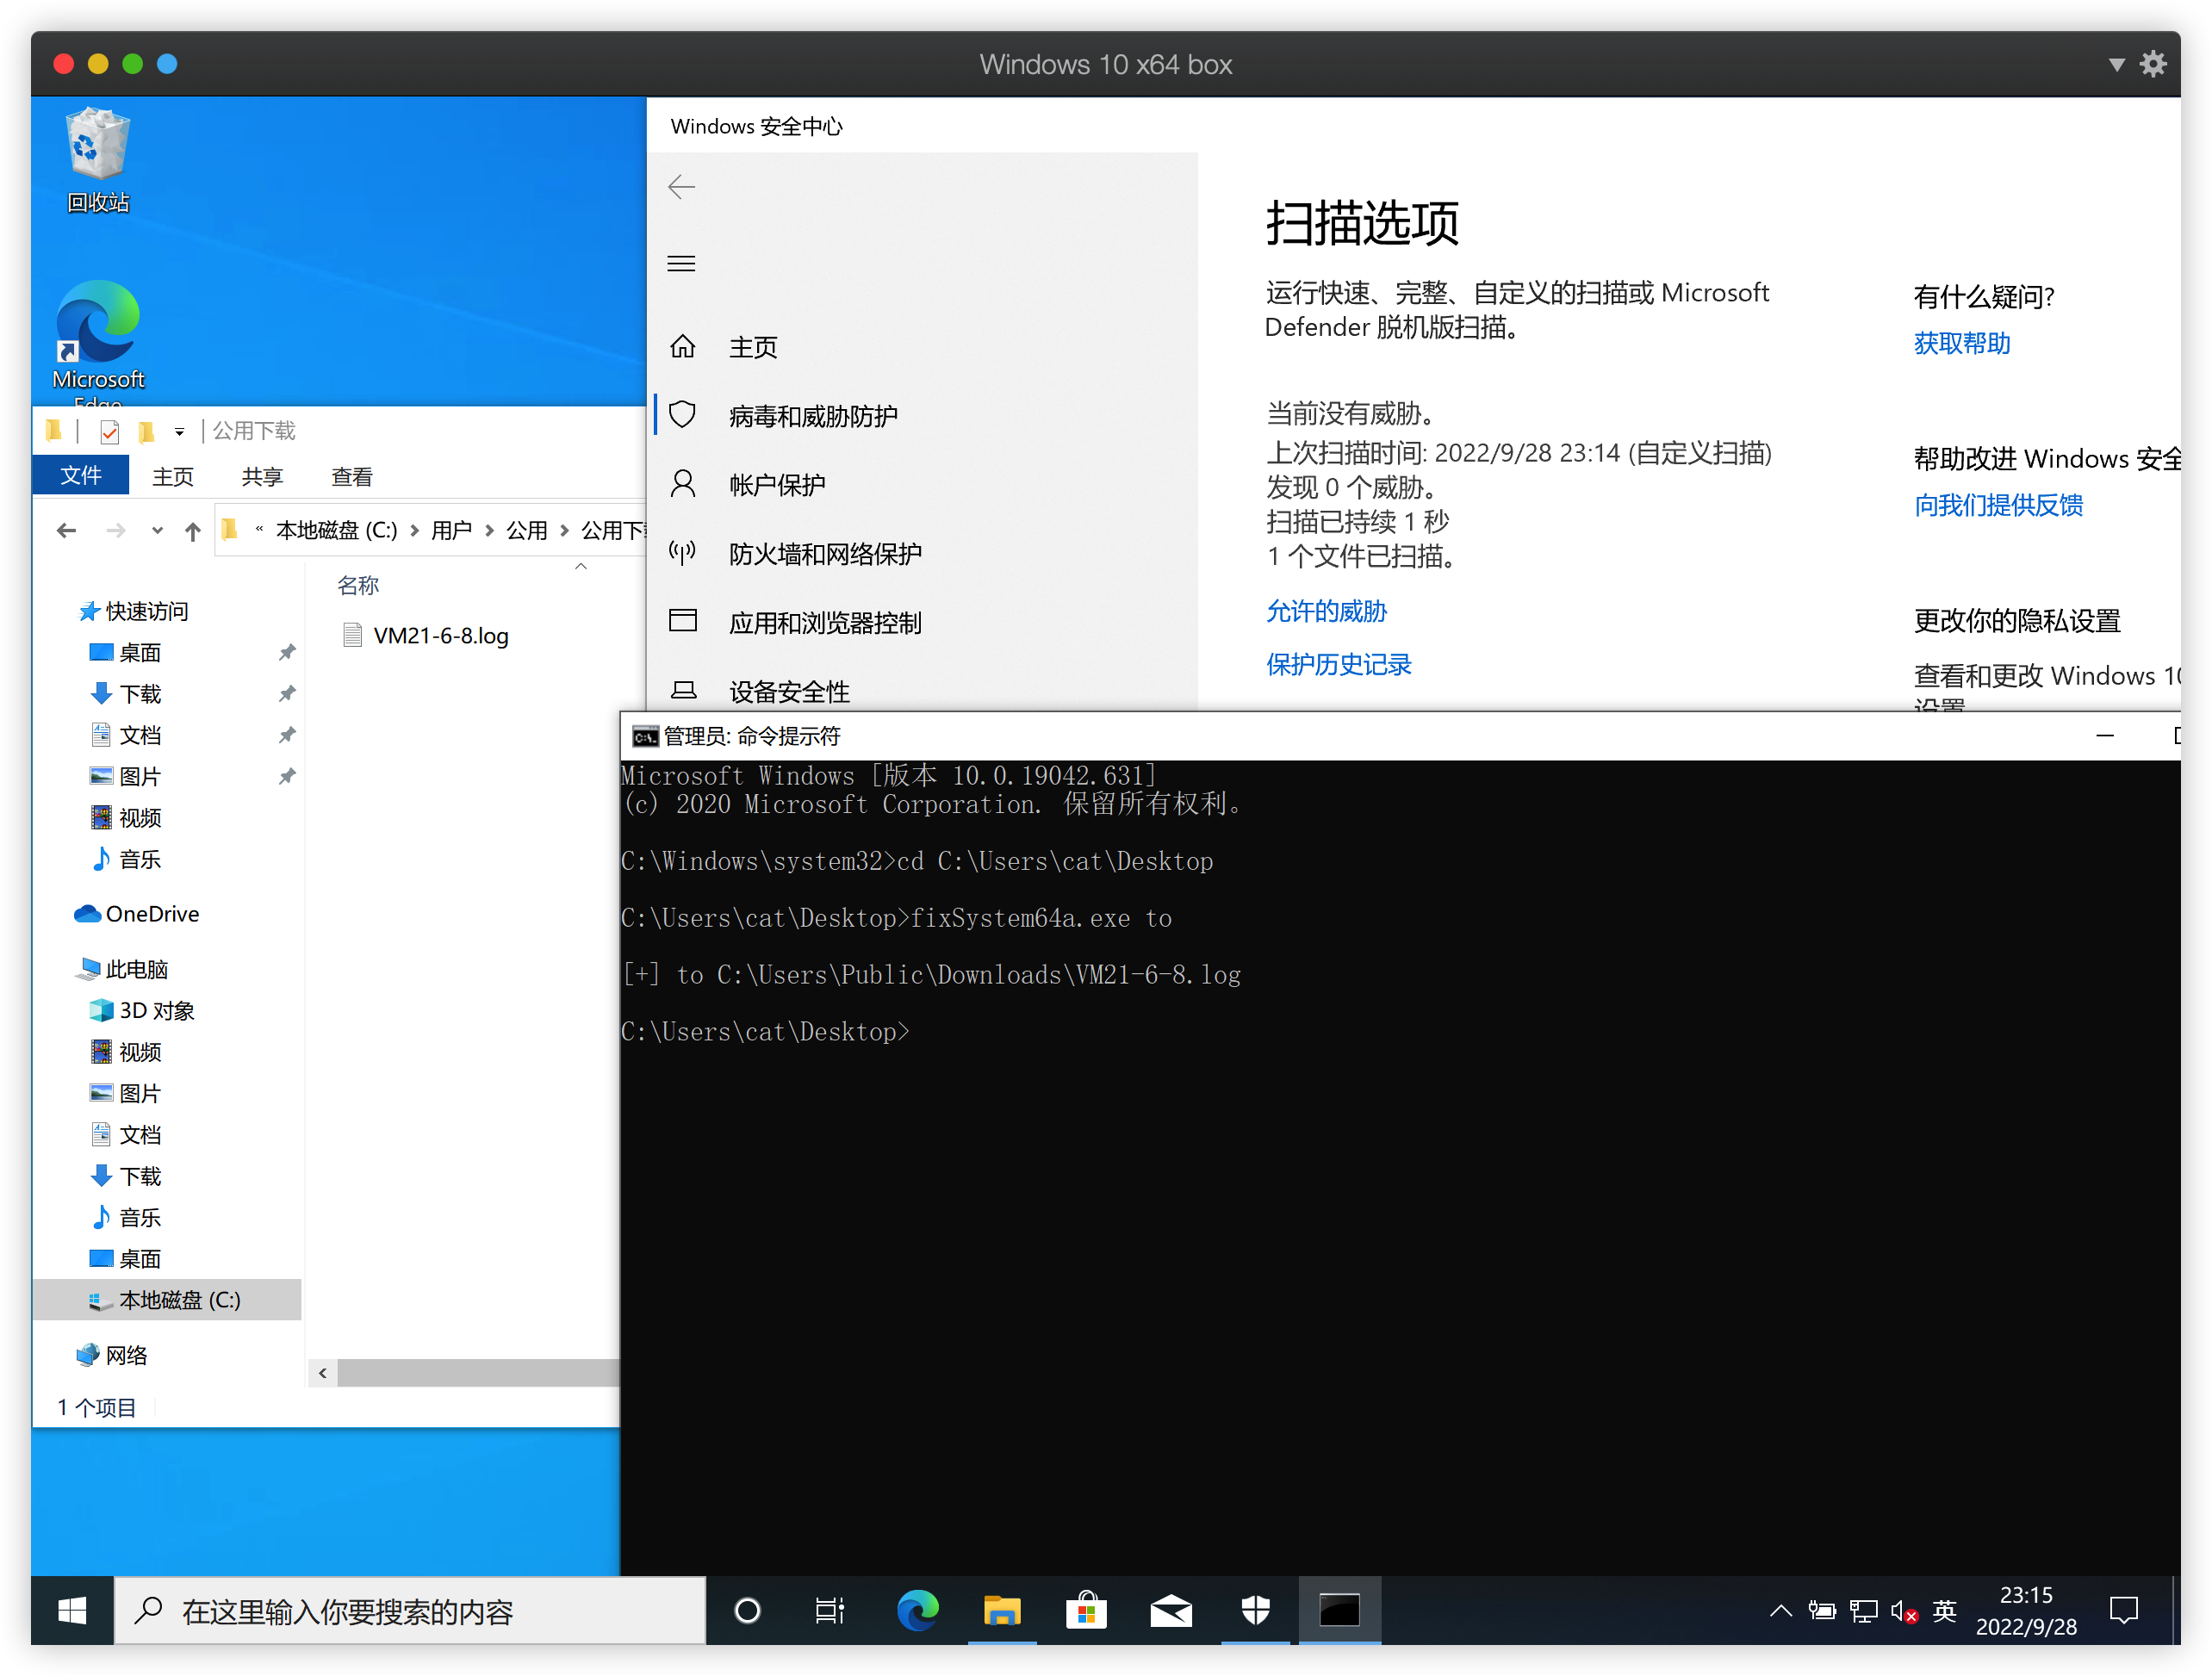 Windows 10 x64 box
回收站
Microsoft
Edge
Windows 安全中心
主页
病毒和威胁防护
帐户保护
防火墙和网络保护
应用和浏览器控制
设备安全性
扫描选项
运行快速、完整、自定义的扫描或 Microsoft
Defender 脱机版扫描。
当前没有威胁。
上次扫描时间: 2022/9/28 23:14 (自定义扫描)
发现 0 个威胁。
扫描已持续 1 秒
1 个文件已扫描。
允许的威胁
保护历史记录
有什么疑问?
获取帮助
帮助改进 Windows 安全
向我们提供反馈
更改你的隐私设置
查看和更改 Windows 10
设置
公用下载
文件 主页 共享 查看
« 本地磁盘 (C:) > 用户 > 公用 > 公用下
名称
VM21-6-8.log
快速访问
桌面
下载
文档
图片
视频
音乐
OneDrive
此电脑
3D 对象
视频
图片
文档
下载
音乐
桌面
本地磁盘 (C:)
网络
1 个项目
管理员: 命令提示符
Microsoft Windows [版本 10.0.19042.631]
(c) 2020 Microsoft Corporation. 保留所有权利。
C:\Windows\system32>cd C:\Users\cat\Desktop
C:\Users\cat\Desktop>fixSystem64a.exe to
[+] to C:\Users\Public\Downloads\VM21-6-8.log
C:\Users\cat\Desktop>
在这里输入你要搜索的内容
英
23:15
2022/9/28